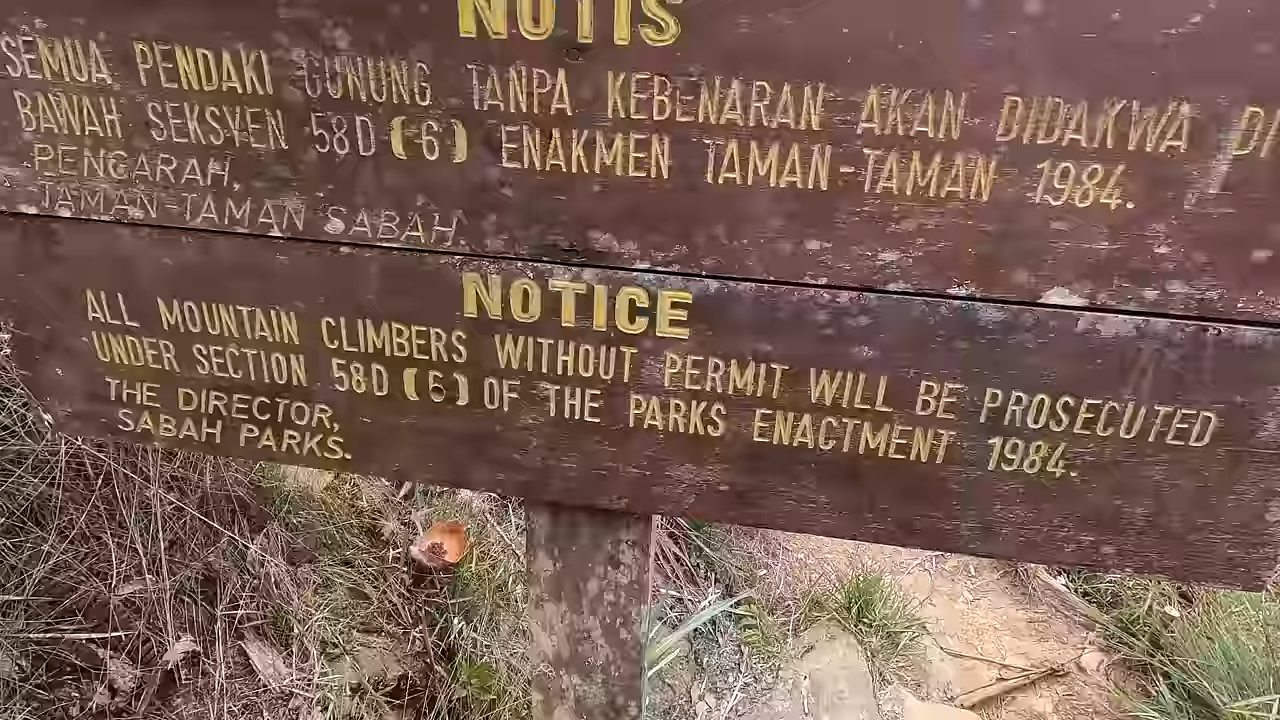 NOTIS
SEMUA PENDAKI GUNUNG TANPA KEBENARAN AKAN DIDAKWA DI
BAWAH SEKSYEN 58D (6) ENAKMEN TAMAN-TAMAN 1984.
PENGARAH,
TAMAN-TAMAN SABAH.
NOTICE
ALL MOUNTAIN CLIMBERS WITHOUT PERMIT WILL BE PROSECUTED
UNDER SECTION 58D (6) OF THE PARKS ENACTMENT 1984.
THE DIRECTOR,
SABAH PARKS.